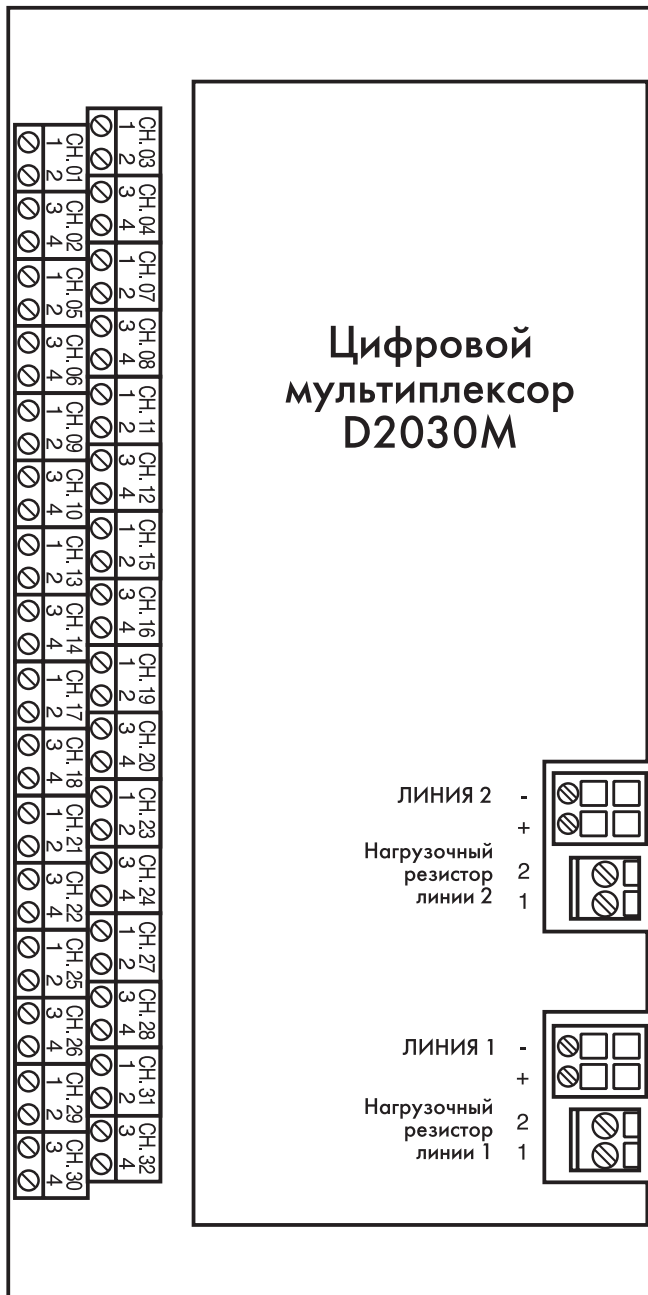 CH. 01
1 2
CH. 02
3 4
CH. 05
1 2
CH. 06
3 4
CH. 09
1 2
CH. 10
3 4
CH. 13
1 2
CH. 14
3 4
CH. 17
1 2
CH. 18
3 4
CH. 21
1 2
CH. 22
3 4
CH. 25
1 2
CH. 26
3 4
CH. 29
1 2
CH. 30
3 4
CH. 03
1 2
CH. 04
3 4
CH. 07
1 2
CH. 08
3 4
CH. 11
1 2
CH. 12
3 4
CH. 15
1 2
CH. 16
3 4
CH. 19
1 2
CH. 20
3 4
CH. 23
1 2
CH. 24
3 4
CH. 27
1 2
CH. 28
3 4
CH. 31
1 2
CH. 32
3 4
Цифровой
мультиплексор
D2030M
ЛИНИЯ 2 -
+
Нагрузочный
резистор 2
линии 2 1
ЛИНИЯ 1 -
+
Нагрузочный
резистор 2
линии 1 1